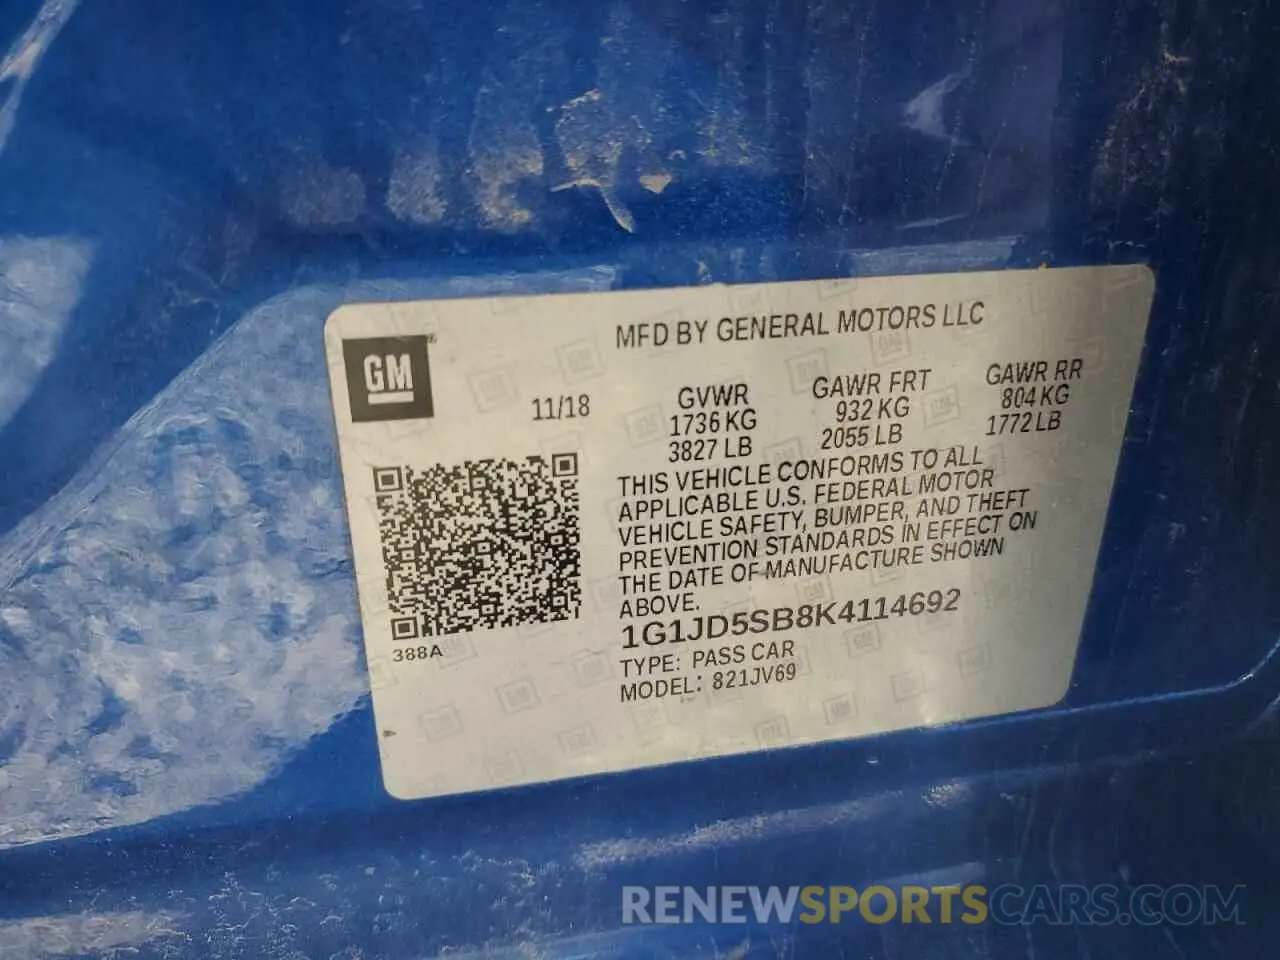 GM
MFD BY GENERAL MOTORS LLC
11/18
GVWR GAWR FRT GAWR RR
1736 KG 932 KG 804 KG
3827 LB 2055 LB 1772 LB
THIS VEHICLE CONFORMS TO ALL
APPLICABLE U.S. FEDERAL MOTOR
VEHICLE SAFETY, BUMPER, AND THEFT
PREVENTION STANDARDS IN EFFECT ON
THE DATE OF MANUFACTURE SHOWN
ABOVE.
1G1JD5SB8K4114692
TYPE: PASS CAR
MODEL: 821JV69
388A
RENEWSPORTSCARS.COM